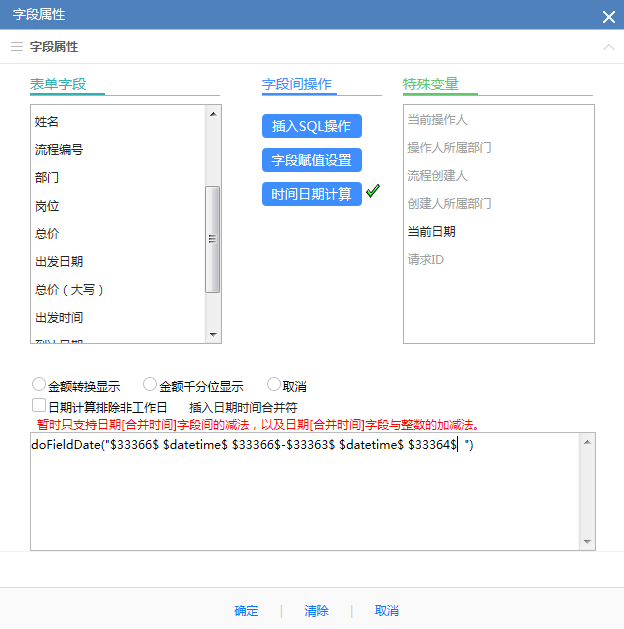 字段属性
字段属性
表单字段
字段间操作
特殊变量
姓名
流程编号
部门
岗位
总价
出发日期
总价（大写）
出发时间
到达日期
插入SQL操作
字段赋值设置
时间日期计算
当前操作人
操作人所属部门
流程创建人
创建人所属部门
当前日期
请求ID
金额转换显示 金额千分位显示 取消
日期计算排除非工作日 插入日期时间合并符
暂时只支持日期[合并时间]字段间的减法，以及日期[合并时间]字段与整数的加减法。
doFieldDate("$33366$ $datetime$ $33366$-$33363$ $datetime$ $33364$ ")
确定 | 清除 | 取消